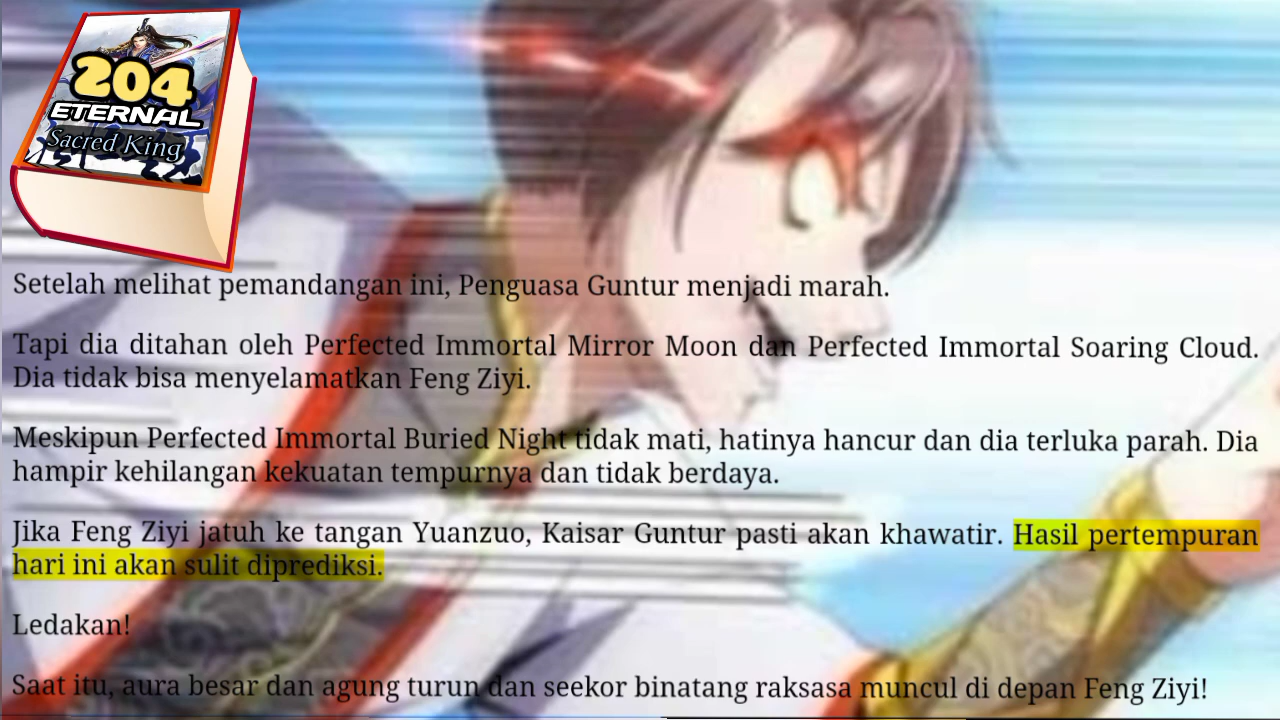 204
ETERNAL
Sacred King
Setelah melihat pemandangan ini, Penguasa Guntur menjadi marah.
Tapi dia ditahan oleh Perfected Immortal Mirror Moon dan Perfected Immortal Soaring Cloud.
Dia tidak bisa menyelamatkan Feng Ziyi.
Meskipun Perfected Immortal Buried Night tidak mati, hatinya hancur dan dia terluka parah. Dia
hampir kehilangan kekuatan tempurnya dan tidak berdaya.
Jika Feng Ziyi jatuh ke tangan Yuanzuo, Kaisar Guntur pasti akan khawatir. Hasil pertempuran
hari ini akan sulit diprediksi.
Ledakan!
Saat itu, aura besar dan agung turun dan seekor binatang raksasa muncul di depan Feng Ziyi!